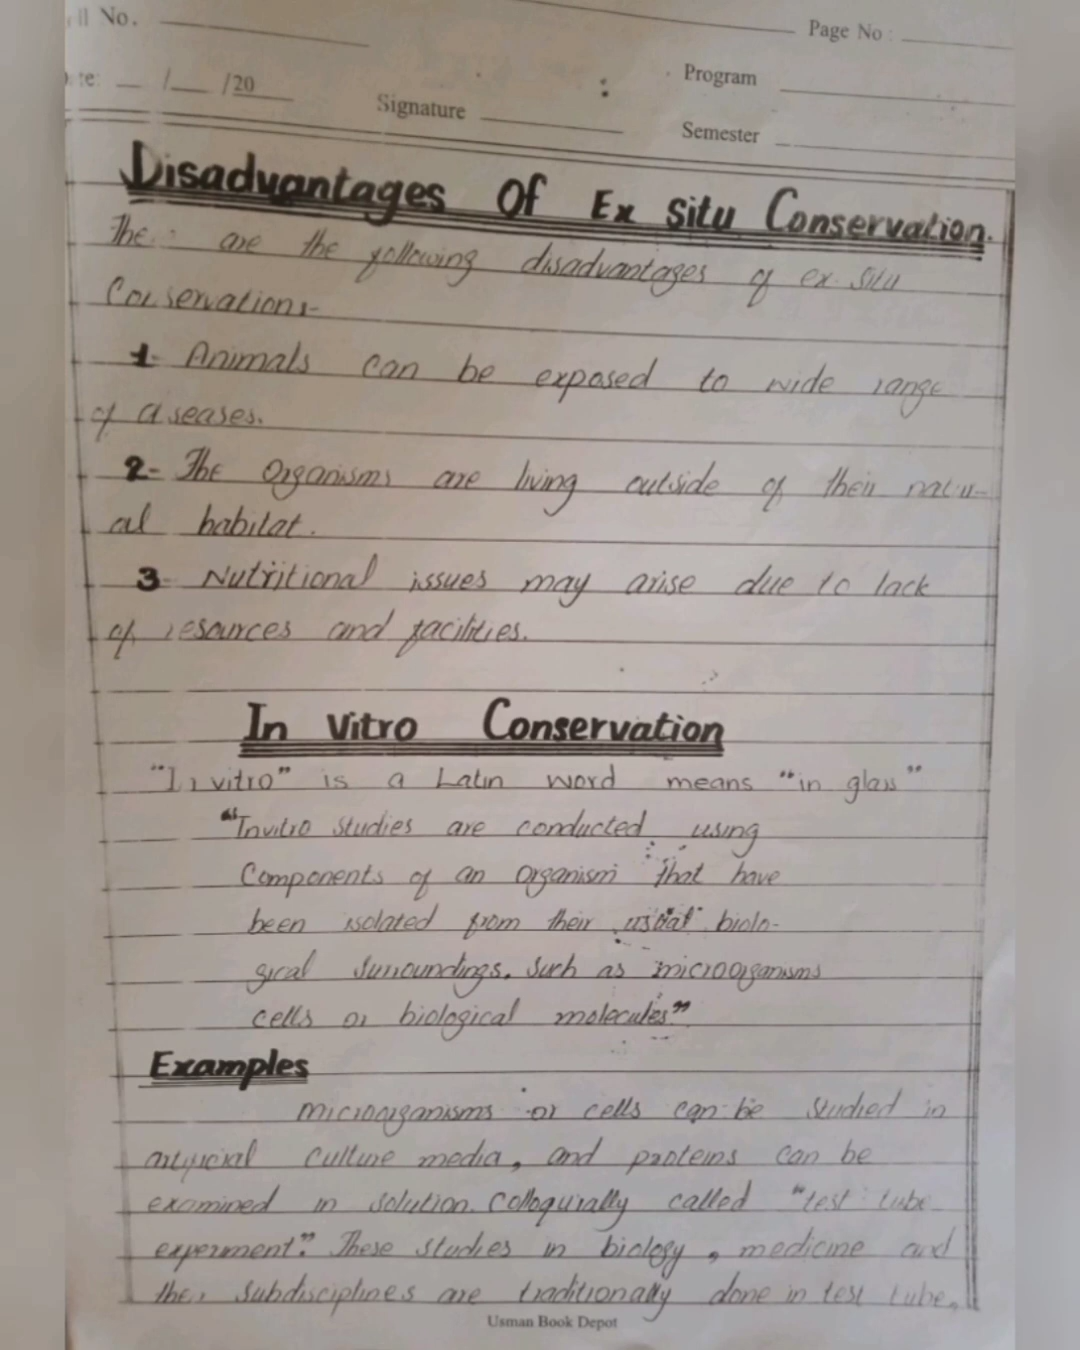 ll No.
Page No :
te: / /20
Program
Signature
Semester
Disadvantages Of Ex Situ Conservation.
The are the following disadvantages of ex. situ
Conservation:-
1- Animals can be exposed to wide range
of diseases.
2- The Organisms are living outside of their natur-
al habitat.
3- Nutritional issues may arise due to lack
of resources and facilities.
In Vitro Conservation
"In vitro" is a Latin word means "in glass"
"Invitro studies are conducted using
Components of an organism that have
been isolated from their usual biolo-
gical surroundings. Such as microorganisms
cells or biological molecules"
Examples
microorganisms or cells can be studied in
artificial culture media, and proteins can be
examined in solution. Colloquially called "test tube
experment". These studies in biology, medicine and
their subdisciplines are traditionally done in test tube,
Usman Book Depot